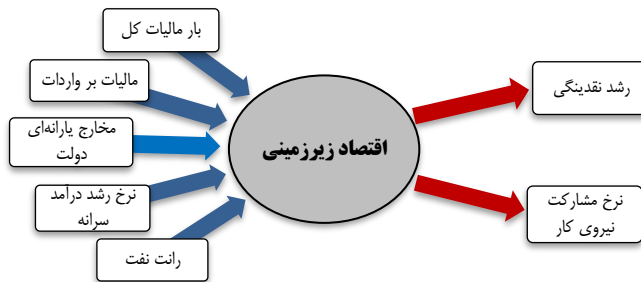 بار مالیات کل
مالیات بر واردات
مخارج یارانه‌ای
دولت
نرخ رشد درآمد
سرانه
رانت نفت
اقتصاد زیرزمینی
رشد نقدینگی
نرخ مشارکت
نیروی کار